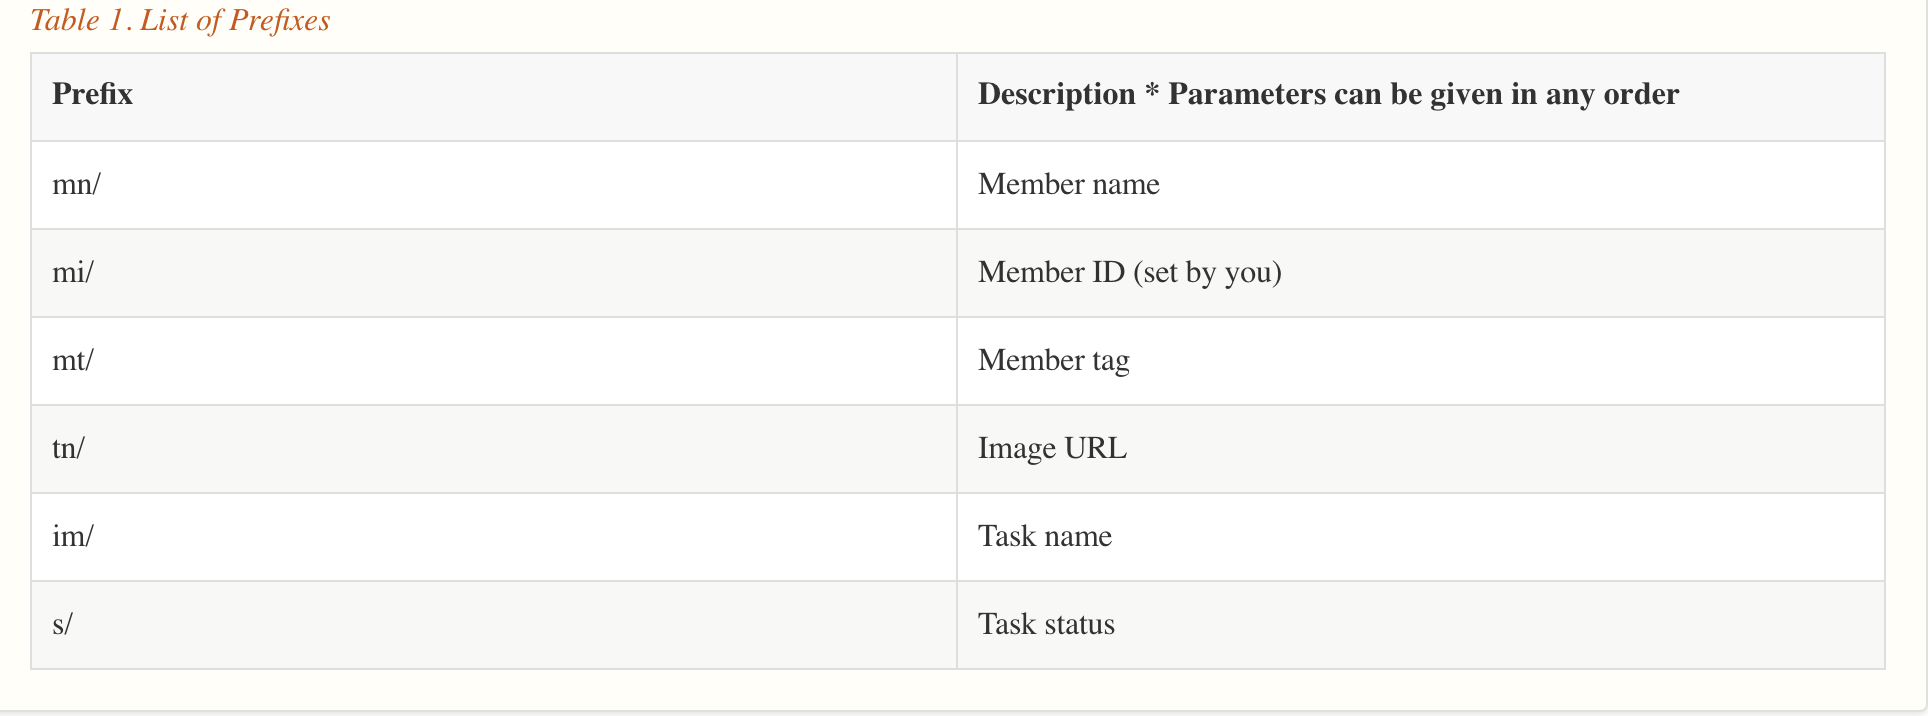 Table 1. List of Prefixes
Prefix Description * Parameters can be given in any order
mn/ Member name
mi/ Member ID (set by you)
mt/ Member tag
tn/ Image URL
im/ Task name
s/ Task status